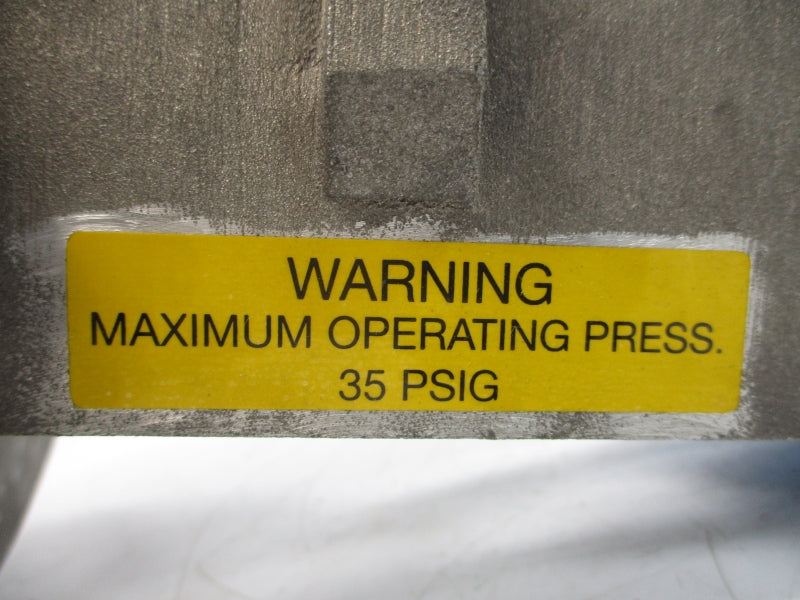 WARNING
MAXIMUM OPERATING PRESS.
35 PSIG